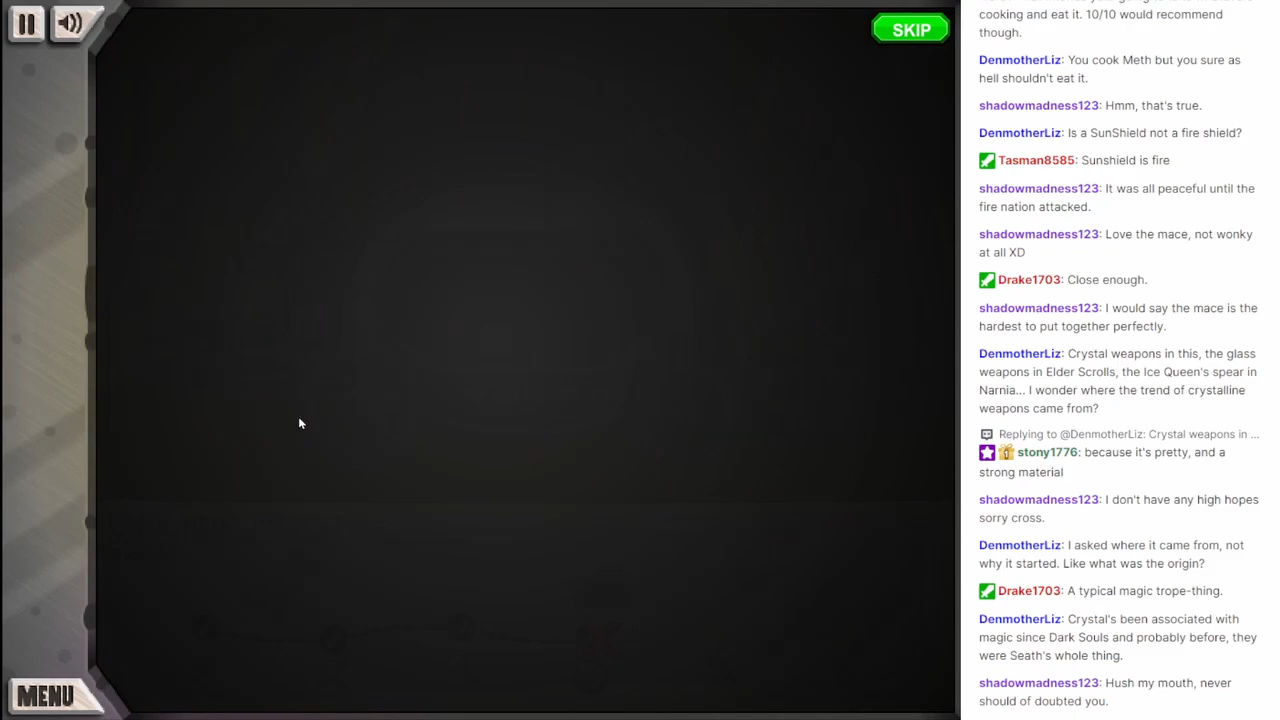 SKIP
MENU
cooking and eat it. 10/10 would recommend
though.
DenmotherLiz: You cook Meth but you sure as
hell shouldn't eat it.
shadowmadness123: Hmm, that's true.
DenmotherLiz: Is a SunShield not a fire shield?
Tasman8585: Sunshield is fire
shadowmadness123: It was all peaceful until the
fire nation attacked.
shadowmadness123: Love the mace, not wonky
at all XD
Drake1703: Close enough.
shadowmadness123: I would say the mace is the
hardest to put together perfectly.
DenmotherLiz: Crystal weapons in this, the glass
weapons in Elder Scrolls, the Ice Queen's spear in
Narnia... I wonder where the trend of crystalline
weapons came from?
Replying to @DenmotherLiz: Crystal weapons in ...
stony1776: because it's pretty, and a
strong material
shadowmadness123: I don't have any high hopes
sorry cross.
DenmotherLiz: I asked where it came from, not
why it started. Like what was the origin?
Drake1703: A typical magic trope-thing.
DenmotherLiz: Crystal's been associated with
magic since Dark Souls and probably before, they
were Seath's whole thing.
shadowmadness123: Hush my mouth, never
should of doubted you.